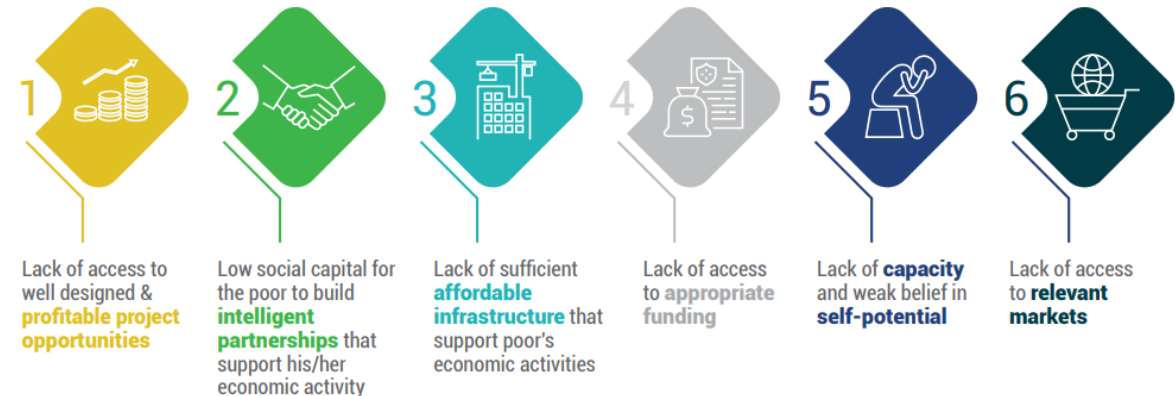 1
Lack of access to
well designed &
profitable project
opportunities
2
Low social capital for
the poor to build
intelligent
partnerships that
support his/her
economic activity
3
Lack of sufficient
affordable
infrastructure that
support poor's
economic activities
4
$
Lack of access
to appropriate
funding
5
Lack of capacity
and weak belief in
self-potential
6
Lack of access
to relevant
markets